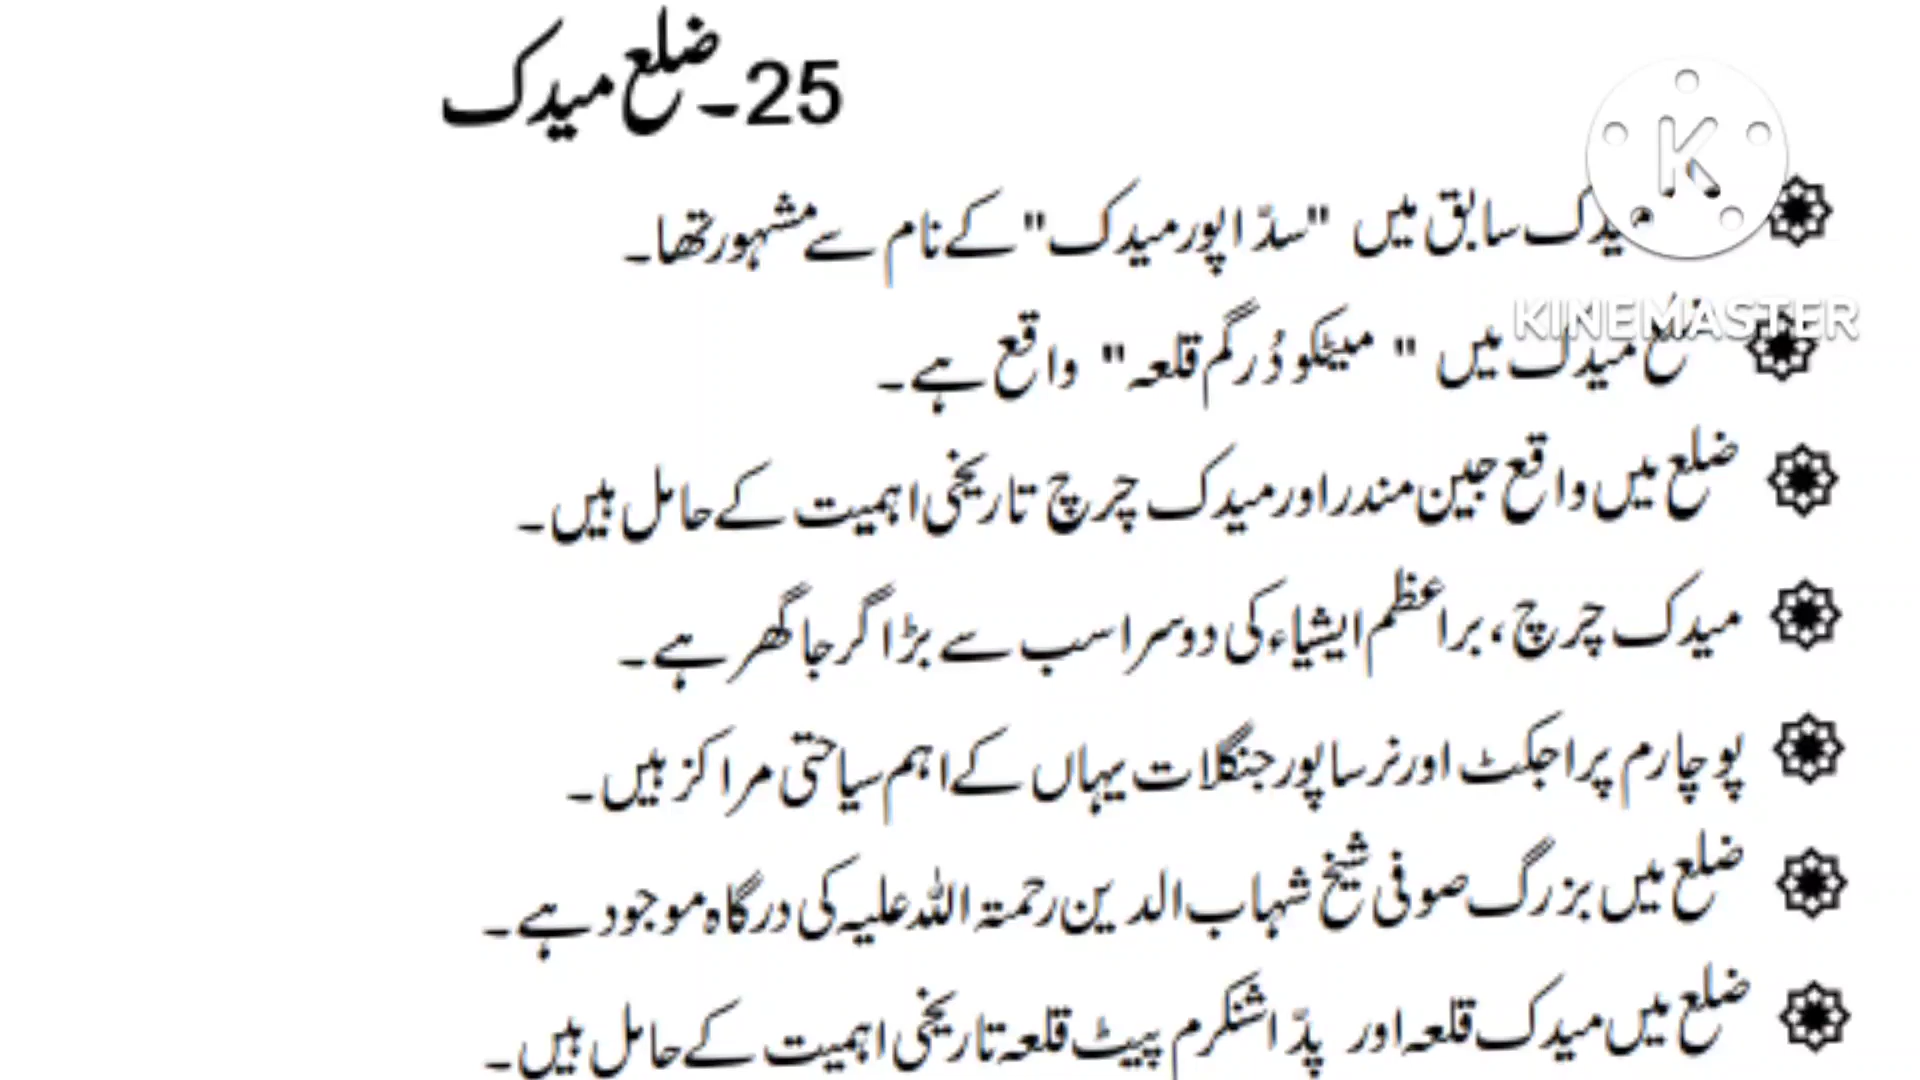 25۔ضلع میدک
میدک سابق میں "سدّاپور میدک" کے نام سے مشہور تھا۔
ضلع میدک میں "میٹکو دُرگم قلعہ" واقع ہے۔
ضلع میں واقع جین مندر اور میدک چرچ تاریخی اہمیت کے حامل ہیں۔
میدک چرچ، براعظم ایشیاء کی دوسرا سب سے بڑا گرجا گھر ہے۔
پوچارم پراجکٹ اور نرساپور جنگلات یہاں کے اہم سیاحتی مراکز ہیں۔
ضلع میں بزرگ صوفی شیخ شہاب الدین رحمتہ اللہ علیہ کی درگاہ موجود ہے۔
ضلع میں میدک قلعہ اور پدّاشنکرم پیٹ قلعہ تاریخی اہمیت کے حامل ہیں۔
K
KINEMASTER